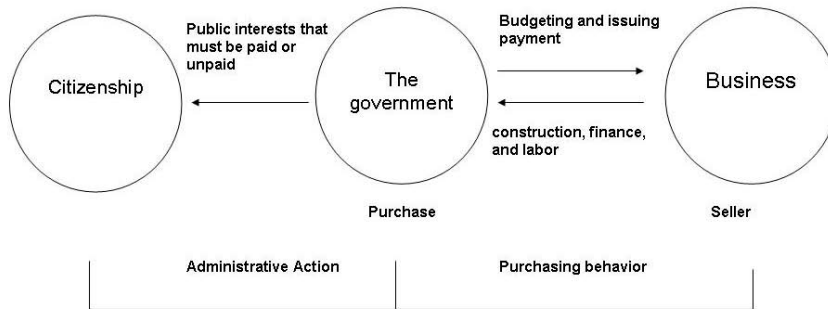 Public interests that
must be paid or
unpaid
Budgeting and issuing
payment
Citizenship
The
government
Business
construction, finance,
and labor
Purchase
Seller
Administrative Action
Purchasing behavior